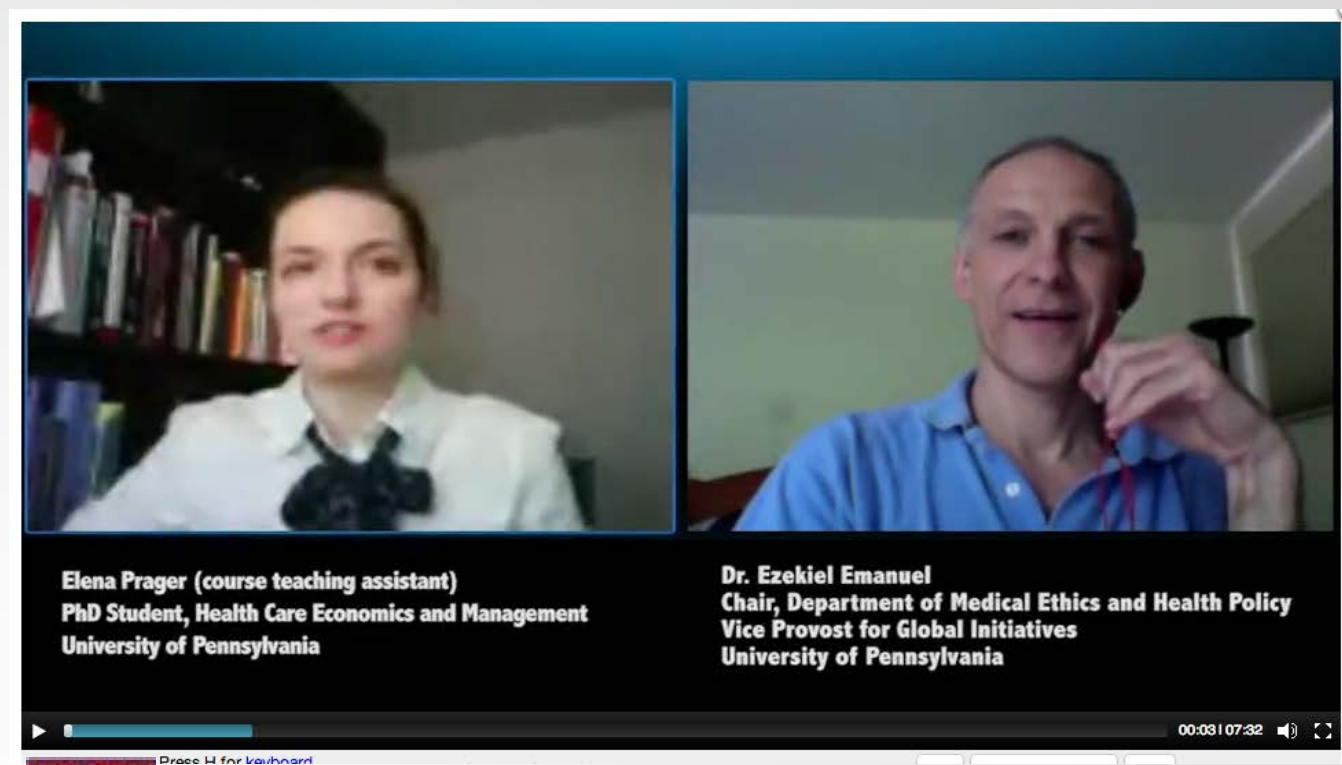 Elena Prager (course teaching assistant)
PhD Student, Health Care Economics and Management
University of Pennsylvania
Dr. Ezekiel Emanuel
Chair, Department of Medical Ethics and Health Policy
Vice Provost for Global Initiatives
University of Pennsylvania
00:03 | 07:32
Press H for keyboard